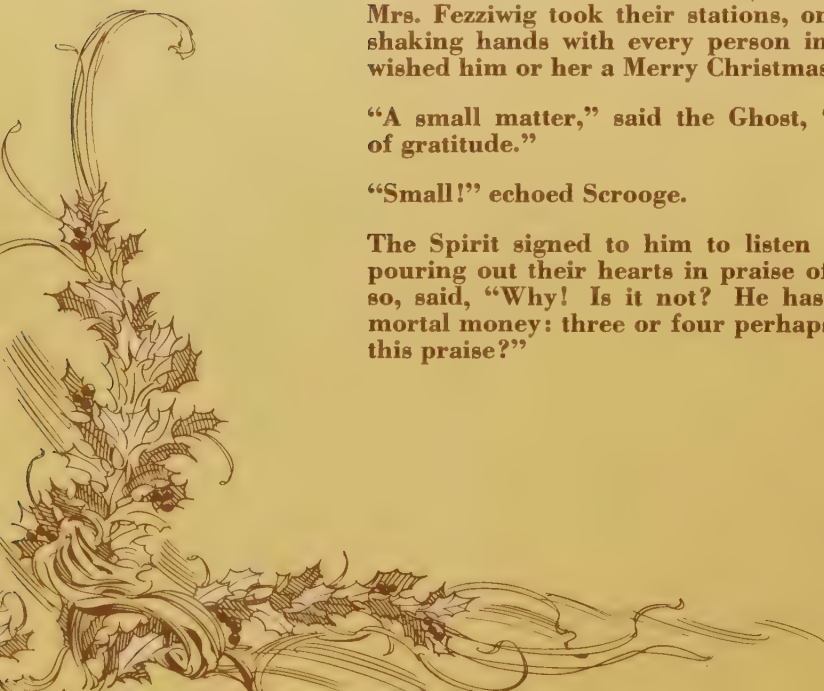 Mrs. Fezziwig took their stations, or
shaking hands with every person in
wished him or her a Merry Christmas
“A small matter,” said the Ghost, “
of gratitude.”
“Small!” echoed Scrooge.
The Spirit signed to him to listen
pouring out their hearts in praise of
so, said, “Why! Is it not? He has
mortal money: three or four perhaps
this praise?”